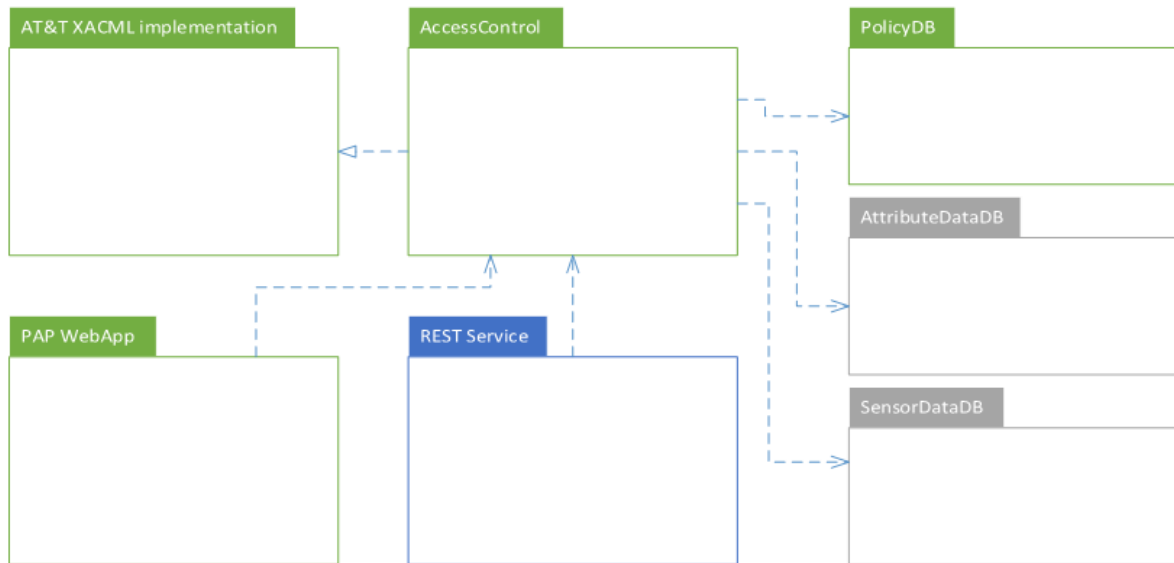 AT&T XACML implementation
AccessControl
PolicyDB
AttributeDataDB
PAP WebApp
REST Service
SensorDataDB